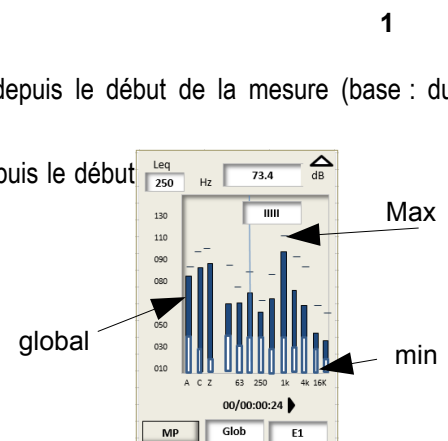 1
depuis le début de la mesure (base : du
puis le début
Leq
250 Hz 73.4 dB
IIIII
130
110
090
080
050
030
010
Max
global
min
A C Z 63 250 1k 4k 16K
00/00:00:24
MP Glob E1